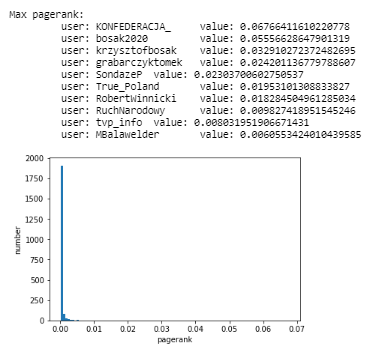 Max pagerank:
user: KONFEDERACJA_ value: 0.06766411610220778
user: bosak2020 value: 0.05556628647901319
user: krzysztofbosak value: 0.032910272372482695
user: grabarczyktomek value: 0.024201136779788607
user: SondazeP value: 0.02303700602750537
user: True_Poland value: 0.01953101308833827
user: RobertWinnicki value: 0.018284504961285034
user: RuchNarodowy value: 0.009827418951545246
user: tvp_info value: 0.008031951906671431
user: MBalawelder value: 0.0060553424010439585
2000
1750
1500
1250
1000
750
500
250
0
number
0.00 0.01 0.02 0.03 0.04 0.05 0.06 0.07
pagerank